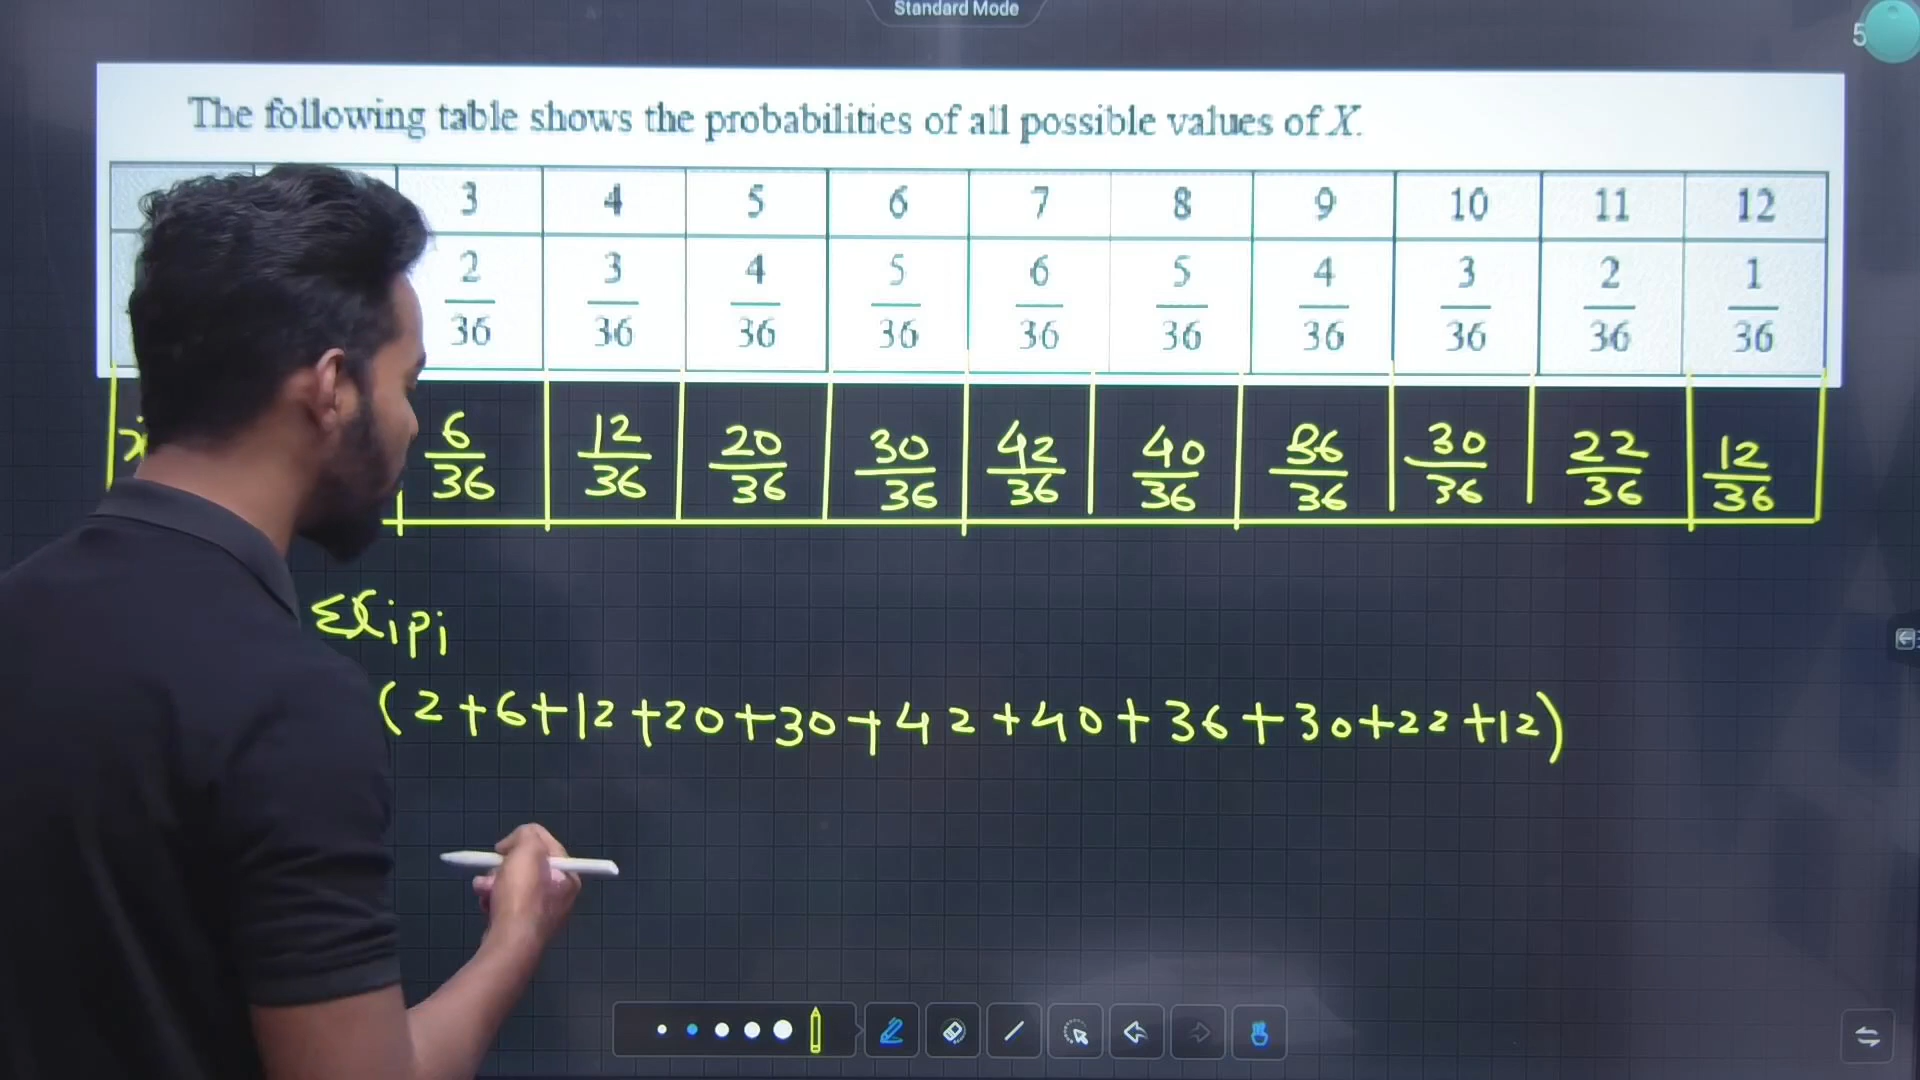 Standard Mode
5
The following table shows the probabilities of all possible values of X.
3 4 5 6 7 8 9 10 11 12
2/36 3/36 4/36 5/36 6/36 5/36 4/36 3/36 2/36 1/36
6/36 12/36 20/36 30/36 42/36 40/36 36/36 30/36 22/36 12/36
Σxipi
(2+6+12+20+30+42+40+36+30+22+12)